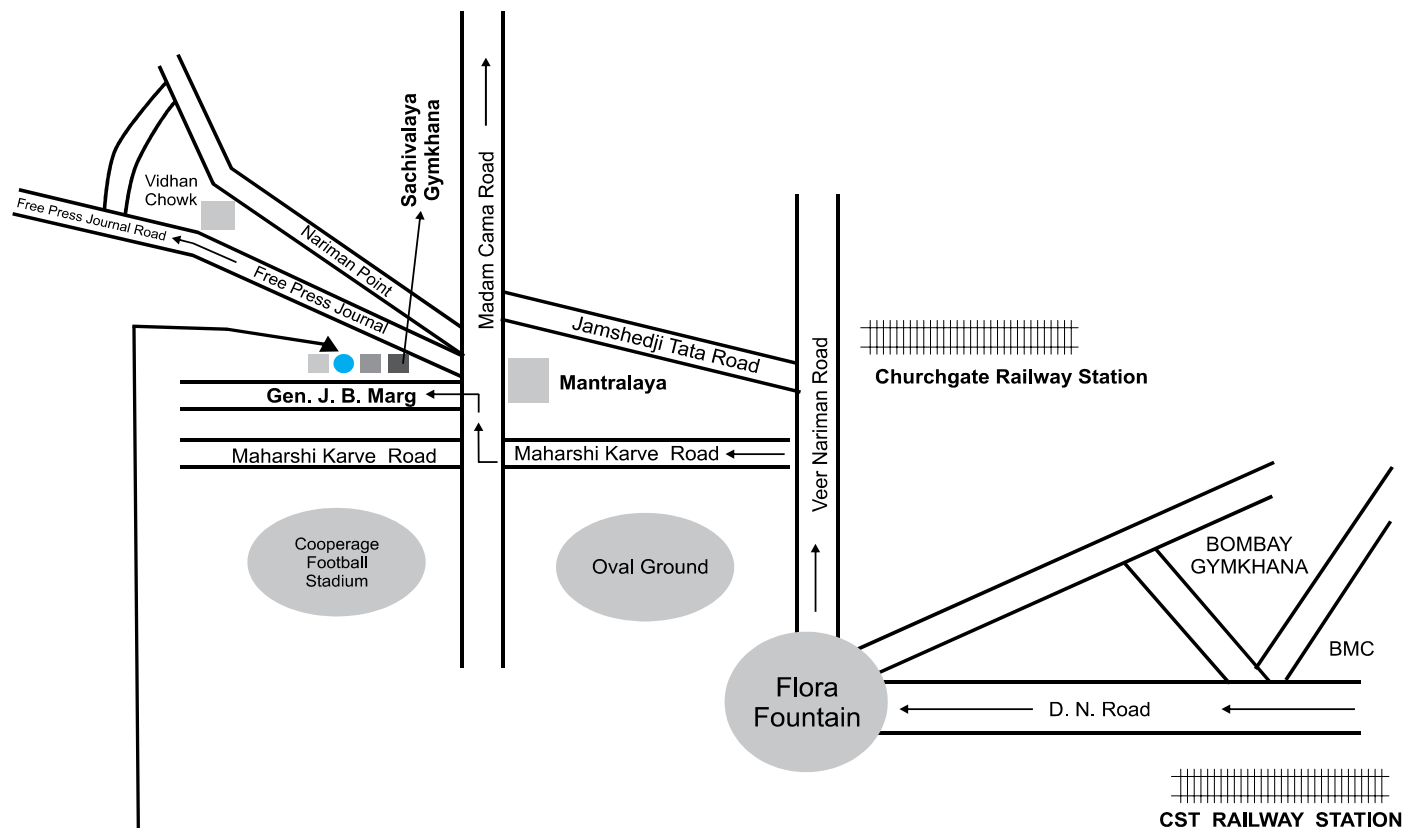 Sachivalaya
Gymkhana
Madam Cama Road
Vidhan
Chowk
Free Press Journal Road
Nariman Point
Free Press Journal
Jamshedji Tata Road
Veer Nariman Road
Churchgate Railway Station
Mantralaya
Gen. J. B. Marg
Maharshi Karve Road
Maharshi Karve Road
Cooperage
Football
Stadium
Oval Ground
BOMBAY
GYMKHANA
BMC
Flora
Fountain
D. N. Road
CST RAILWAY STATION